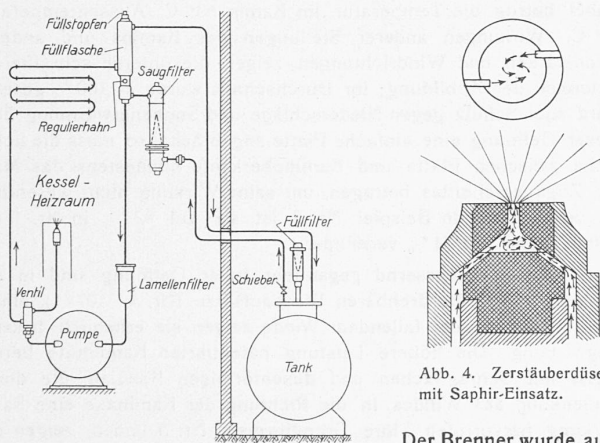 Füllstopfen
Füllflasche
Saugfilter
Regulierhahn
Kessel-
Heizraum
Füllfilter
Ventil
Lamellenfilter
Schieber
Pumpe
Tank
Abb. 4. Zerstäuberdüse
mit Saphir-Einsatz.
Der Brenner wurde a